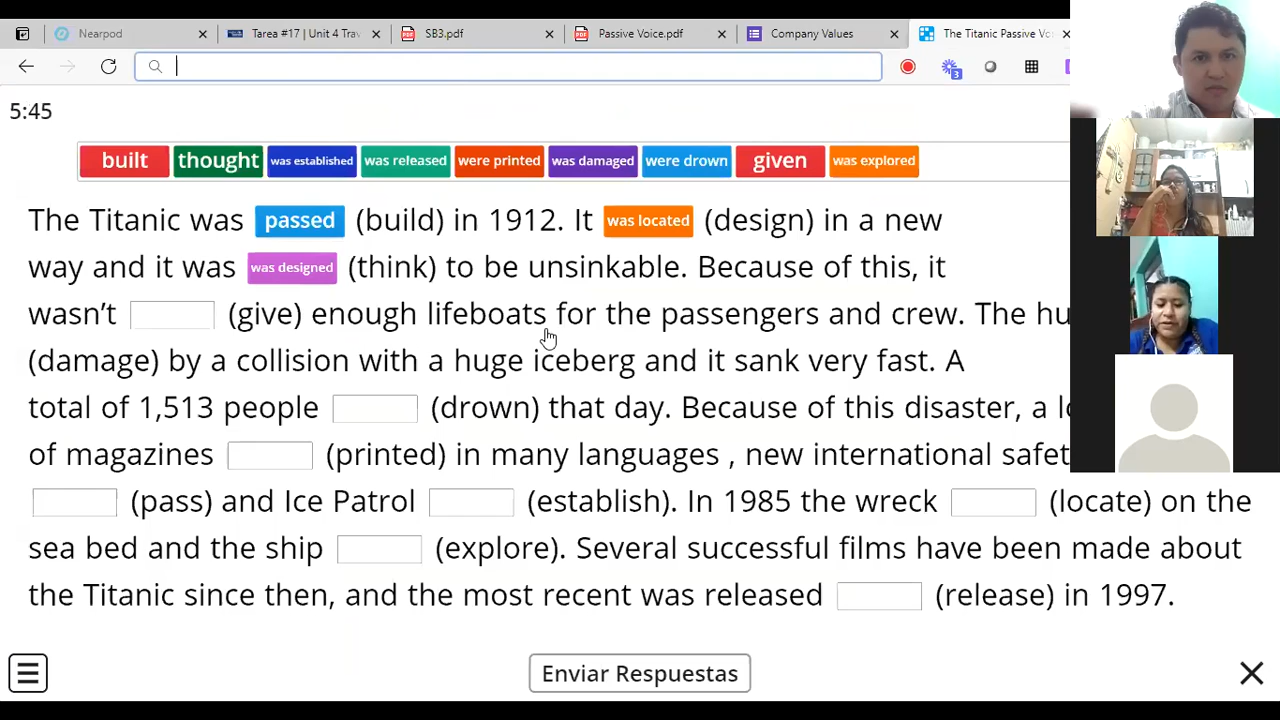 Nearpod
Tarea #17 | Unit 4 Trav
SB3.pdf
Passive Voice.pdf
Company Values
The Titanic Passive Vo
3
5:45
built thought was established was released were printed was damaged were drown given was explored
The Titanic was passed (build) in 1912. It was located (design) in a new
way and it was was designed (think) to be unsinkable. Because of this, it
wasn't (give) enough lifeboats for the passengers and crew. The hu
(damage) by a collision with a huge iceberg and it sank very fast. A
total of 1,513 people (drown) that day. Because of this disaster, a lo
of magazines (printed) in many languages , new international safet
(pass) and Ice Patrol (establish). In 1985 the wreck (locate) on the
sea bed and the ship (explore). Several successful films have been made about
the Titanic since then, and the most recent was released (release) in 1997.
Enviar Respuestas